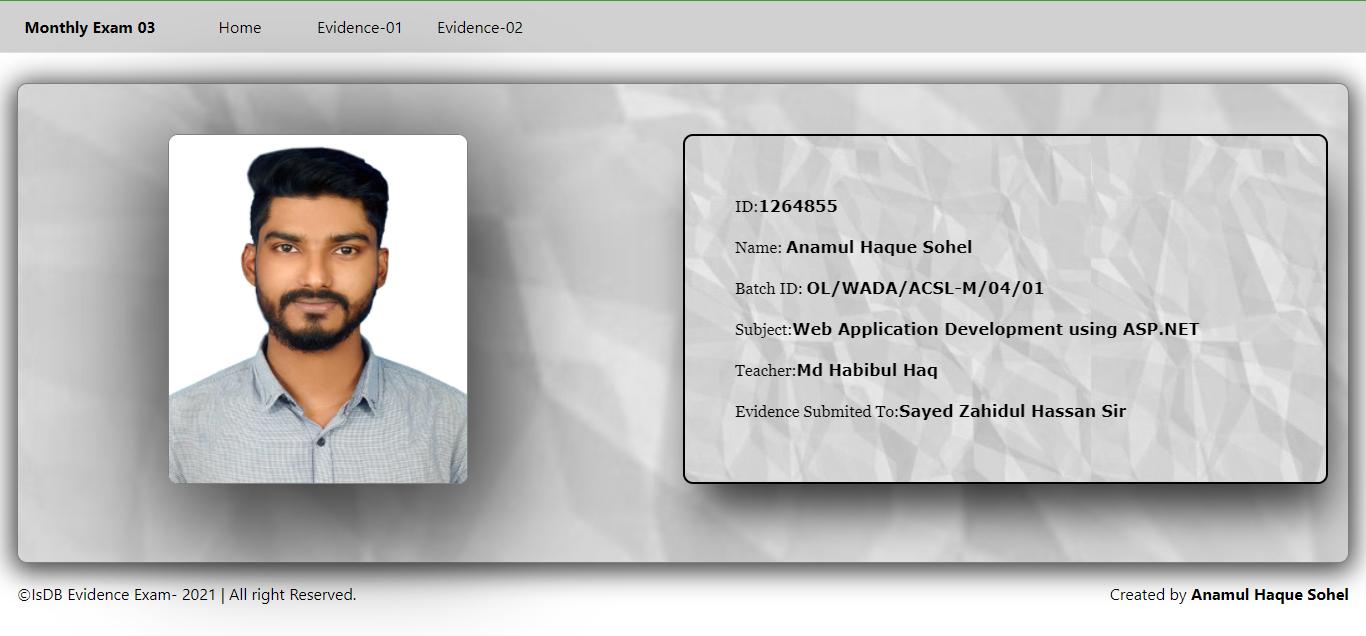 Monthly Exam 03 Home Evidence-01 Evidence-02
ID:1264855
Name: Anamul Haque Sohel
Batch ID: OL/WADA/ACSL-M/04/01
Subject:Web Application Development using ASP.NET
Teacher:Md Habibul Haq
Evidence Submited To:Sayed Zahidul Hassan Sir
©IsDB Evidence Exam- 2021 | All right Reserved. Created by Anamul Haque Sohel